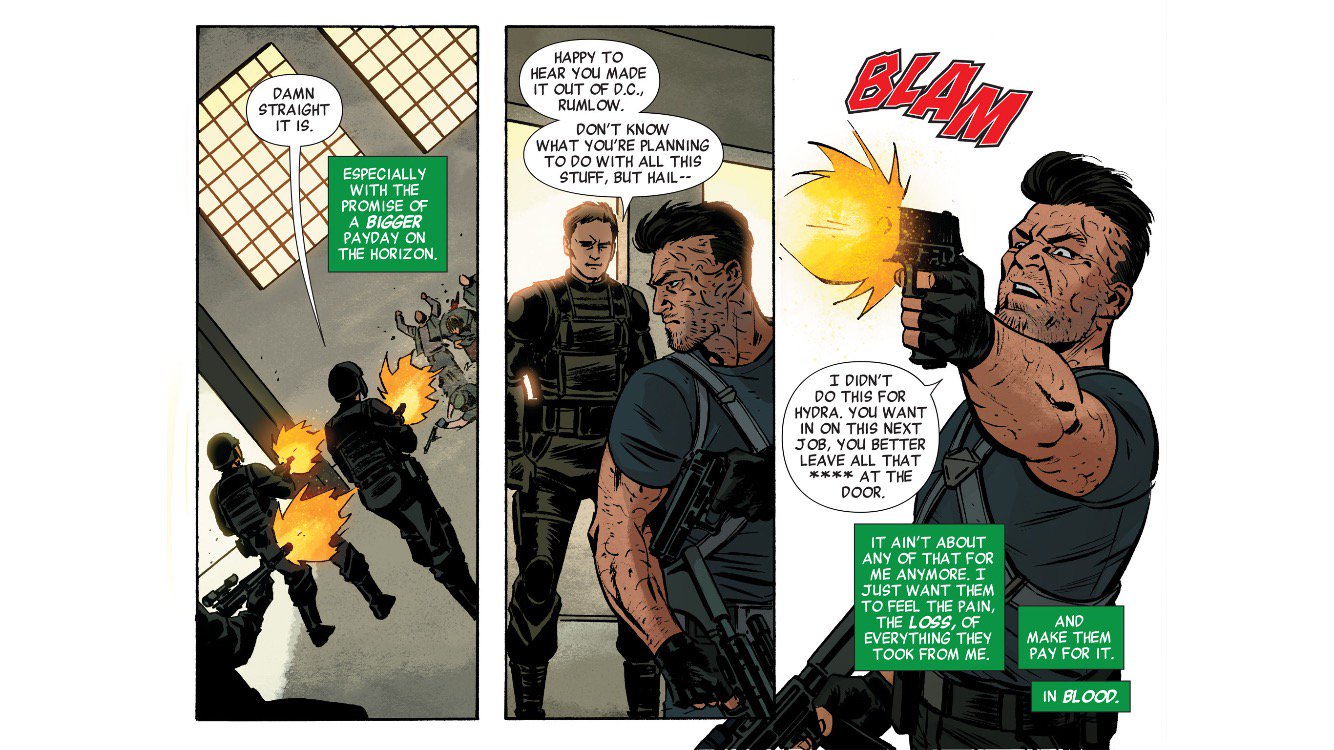 DAMN
STRAIGHT
IT IS.
ESPECIALLY
WITH THE
PROMISE OF
A BIGGER
PAYDAY ON
THE HORIZON.
HAPPY TO
HEAR YOU MADE
IT OUT OF D.C.,
RUMLOW.
DON'T KNOW
WHAT YOU'RE PLANNING
TO DO WITH ALL THIS
STUFF, BUT HAIL--
BLAM
I DIDN'T
DO THIS FOR
HYDRA. YOU WANT
IN ON THIS NEXT
JOB, YOU BETTER
LEAVE ALL THAT
**** AT THE
DOOR.
IT AIN'T ABOUT
ANY OF THAT FOR
ME ANYMORE. I
JUST WANT THEM
TO FEEL THE PAIN,
THE LOSS, OF
EVERYTHING THEY
TOOK FROM ME.
AND
MAKE THEM
PAY FOR IT.
IN BLOOD.